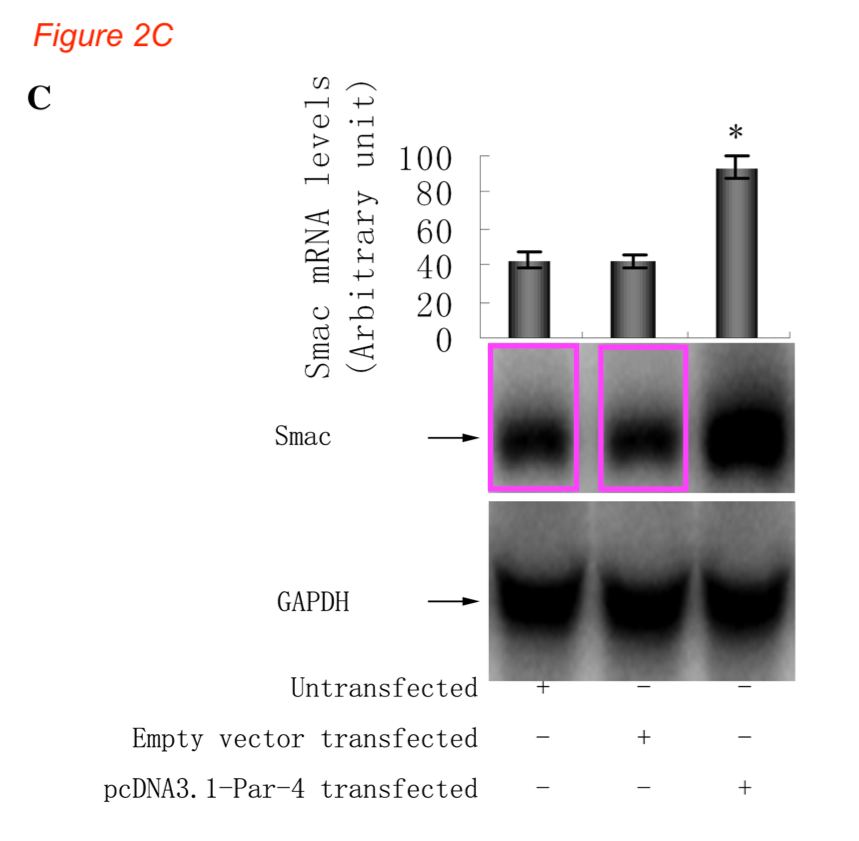 Figure 2C
C
Smac mRNA levels
(Arbitrary unit)
*
100
80
60
40
20
0
Smac
GAPDH
Untransfected + − −
Empty vector transfected − + −
pcDNA3.1-Par-4 transfected − − +